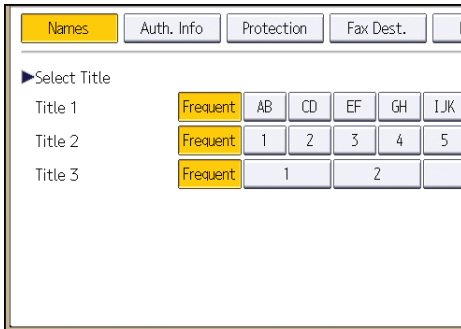 Names Auth. Info Protection Fax Dest.
▶Select Title
Title 1 Frequent AB CD EF GH IJK
Title 2 Frequent 1 2 3 4 5
Title 3 Frequent 1 2